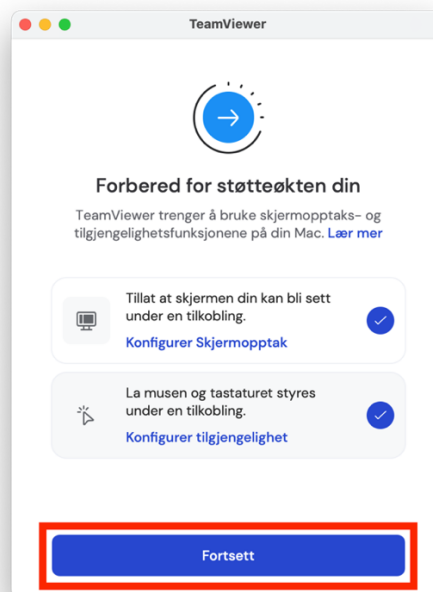 TeamViewer
Forbered for støtteøkten din
TeamViewer trenger å bruke skjermopptaks- og
tilgjengelighetsfunksjonene på din Mac. Lær mer
Tillat at skjermen din kan bli sett
under en tilkobling.
Konfigurer Skjermopptak
La musen og tastaturet styres
under en tilkobling.
Konfigurer tilgjengelighet
Fortsett